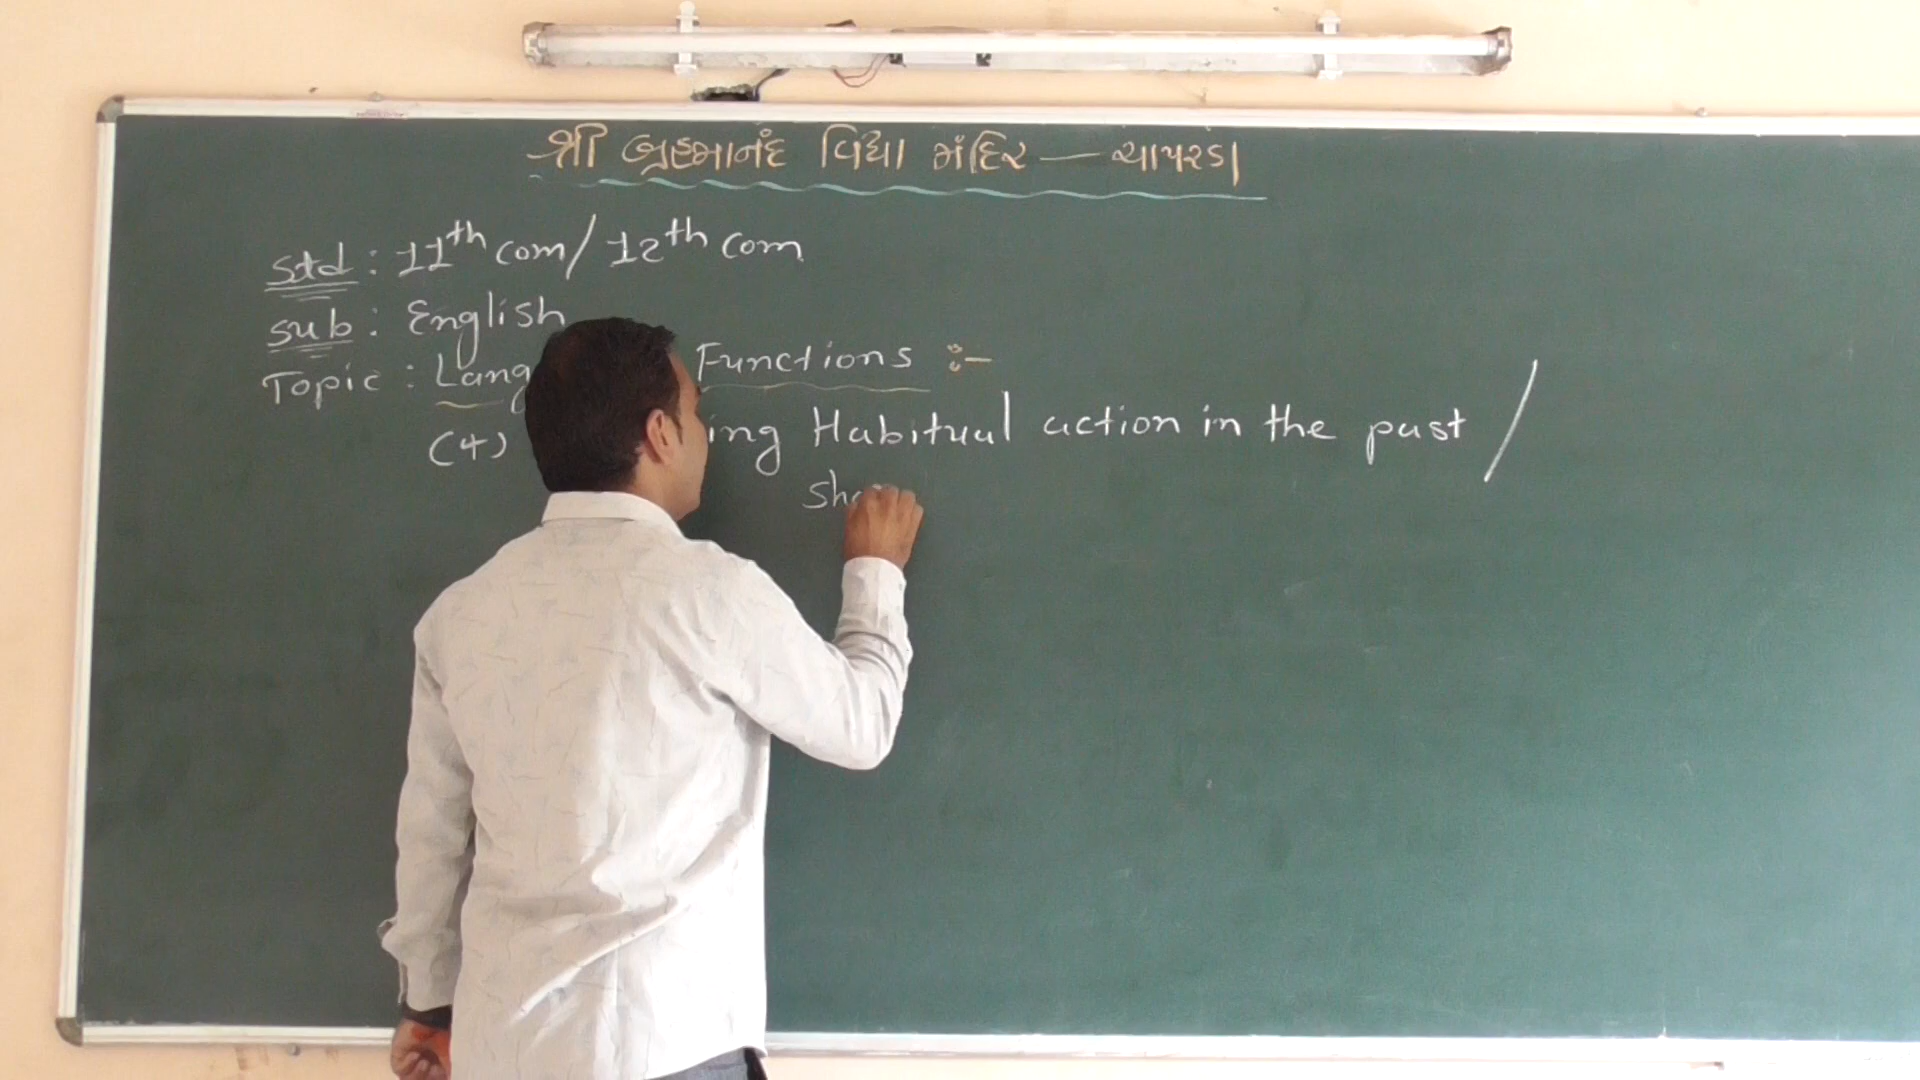 શ્રી બ્રહ્માનંદ વિદ્યા મંદિર — ચાપરડા
Std : 11th com / 12th com
Sub : English
Topic : Lang Functions :-
(4) ing Habitual action in the past /